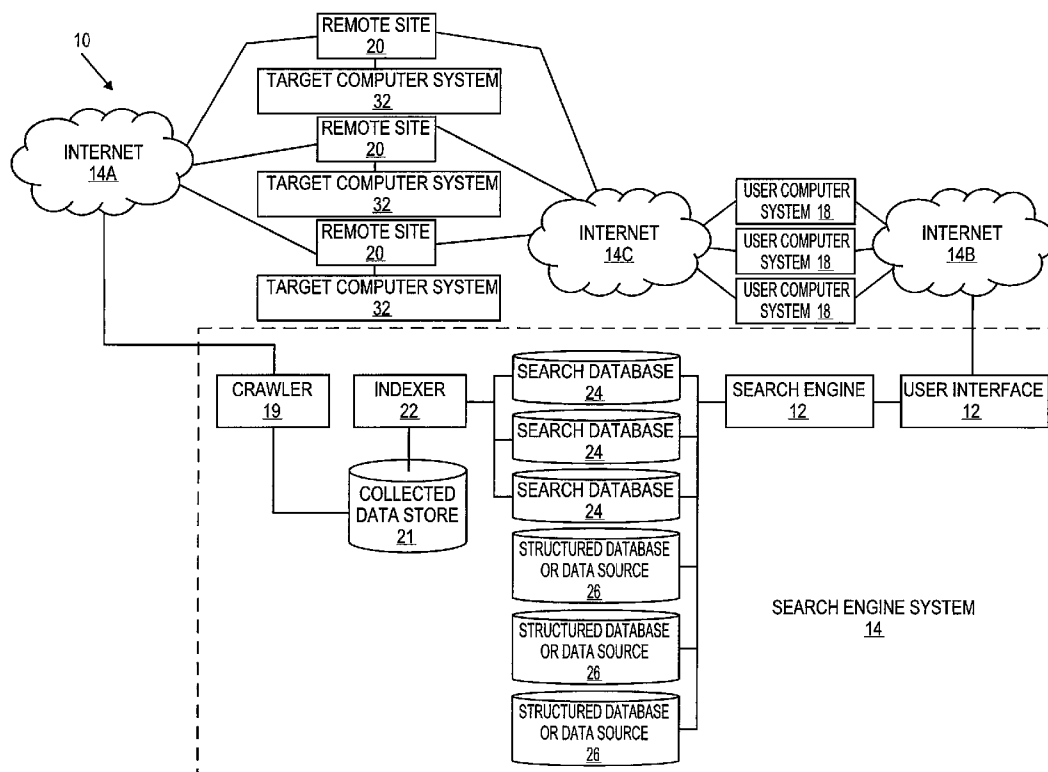 10
REMOTE SITE
20
TARGET COMPUTER SYSTEM
32
REMOTE SITE
20
TARGET COMPUTER SYSTEM
32
REMOTE SITE
20
TARGET COMPUTER SYSTEM
32
INTERNET
14A
INTERNET
14C
USER COMPUTER
SYSTEM 18
USER COMPUTER
SYSTEM 18
USER COMPUTER
SYSTEM 18
INTERNET
14B
CRAWLER
19
INDEXER
22
COLLECTED
DATA STORE
21
SEARCH DATABASE
24
SEARCH DATABASE
24
SEARCH DATABASE
24
STRUCTURED DATABASE
OR DATA SOURCE
26
STRUCTURED DATABASE
OR DATA SOURCE
26
STRUCTURED DATABASE
OR DATA SOURCE
26
SEARCH ENGINE
12
USER INTERFACE
12
SEARCH ENGINE SYSTEM
14